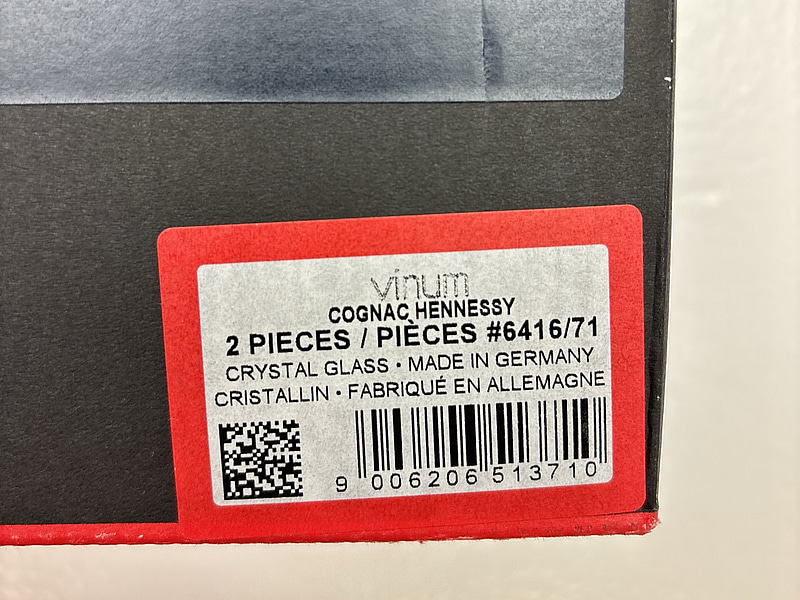 vinum
COGNAC HENNESSY
2 PIECES / PIÈCES #6416/71
CRYSTAL GLASS • MADE IN GERMANY
CRISTALLIN • FABRIQUÉ EN ALLEMAGNE
9 006206 513710